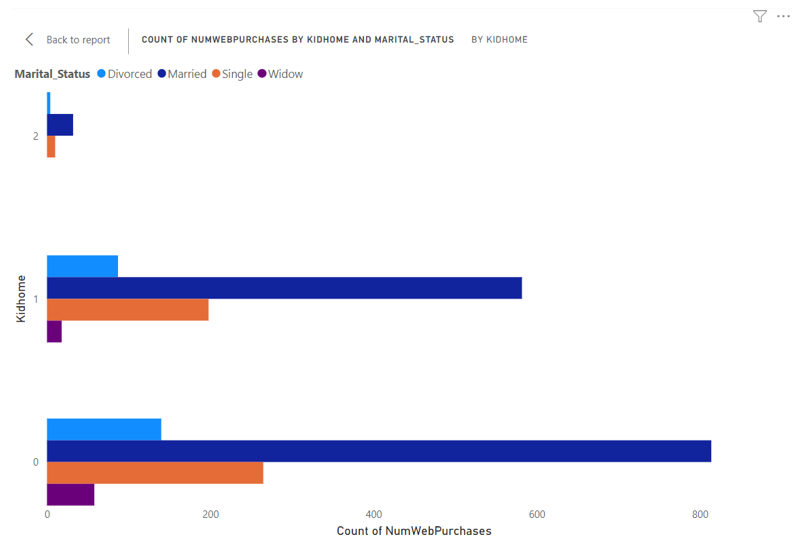 Back to report
COUNT OF NUMWEBPURCHASES BY KIDHOME AND MARITAL_STATUS BY KIDHOME
Marital_Status Divorced Married Single Widow
2
1
0
Kidhome
0 200 400 600 800
Count of NumWebPurchases